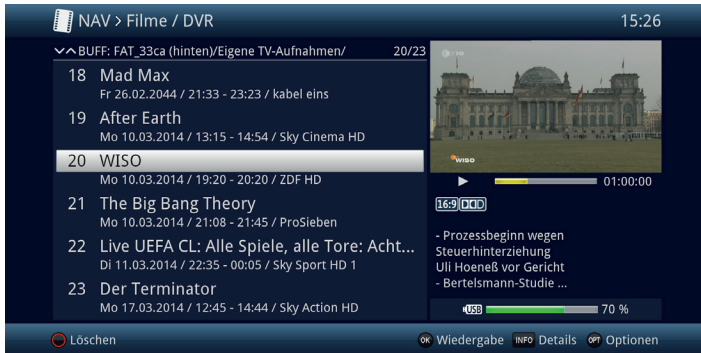 NAV > Filme / DVR
15:26
BUFF: FAT_33ca (hinten)/Eigene TV-Aufnahmen/ 20/23
18 Mad Max
Fr 26.02.2044 / 21:33 - 23:23 / kabel eins
19 After Earth
Mo 10.03.2014 / 13:15 - 14:54 / Sky Cinema HD
20 WISO
Mo 10.03.2014 / 19:20 - 20:20 / ZDF HD
21 The Big Bang Theory
Mo 10.03.2014 / 21:08 - 21:45 / ProSieben
22 Live UEFA CL: Alle Spiele, alle Tore: Acht...
Di 11.03.2014 / 22:35 - 00:05 / Sky Sport HD 1
23 Der Terminator
Mo 17.03.2014 / 12:45 - 14:44 / Sky Action HD
WISO
01:00:00
16:9
- Prozessbeginn wegen
Steuerhinterziehung
Uli Hoeneß vor Gericht
- Bertelsmann-Studie ...
USB 70 %
Löschen
OK Wiedergabe INFO Details OPT Optionen